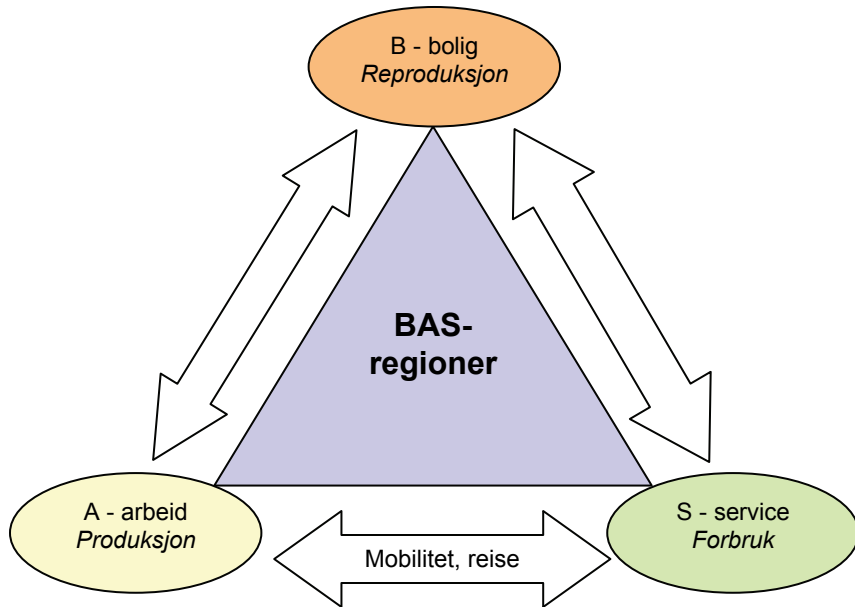 B - bolig
Reproduksjon
BAS-
regioner
A - arbeid
Produksjon
Mobilitet, reise
S - service
Forbruk